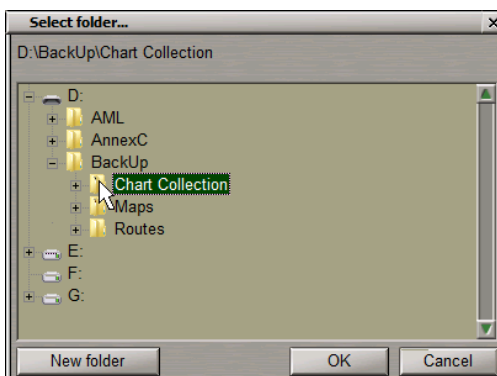 Select folder...
D:\BackUp\Chart Collection
D:
AML
AnnexC
BackUp
Chart Collection
Maps
Routes
E:
F:
G:
New folder OK Cancel